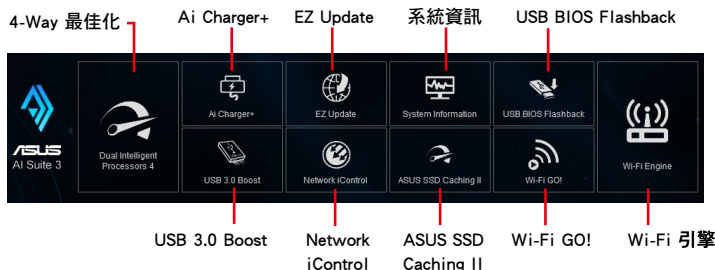 4-Way 最佳化
Ai Charger+
EZ Update
系統資訊
USB BIOS Flashback
ASUS
AI Suite 3
Dual Intelligent
Processors 4
Ai Charger+
EZ Update
System Information
USB BIOS Flashback
USB 3.0 Boost
Network iControl
ASUS SSD Caching II
Wi-Fi GO!
Wi-Fi Engine
USB 3.0 Boost
Network
iControl
ASUS SSD
Caching II
Wi-Fi GO!
Wi-Fi 引擎